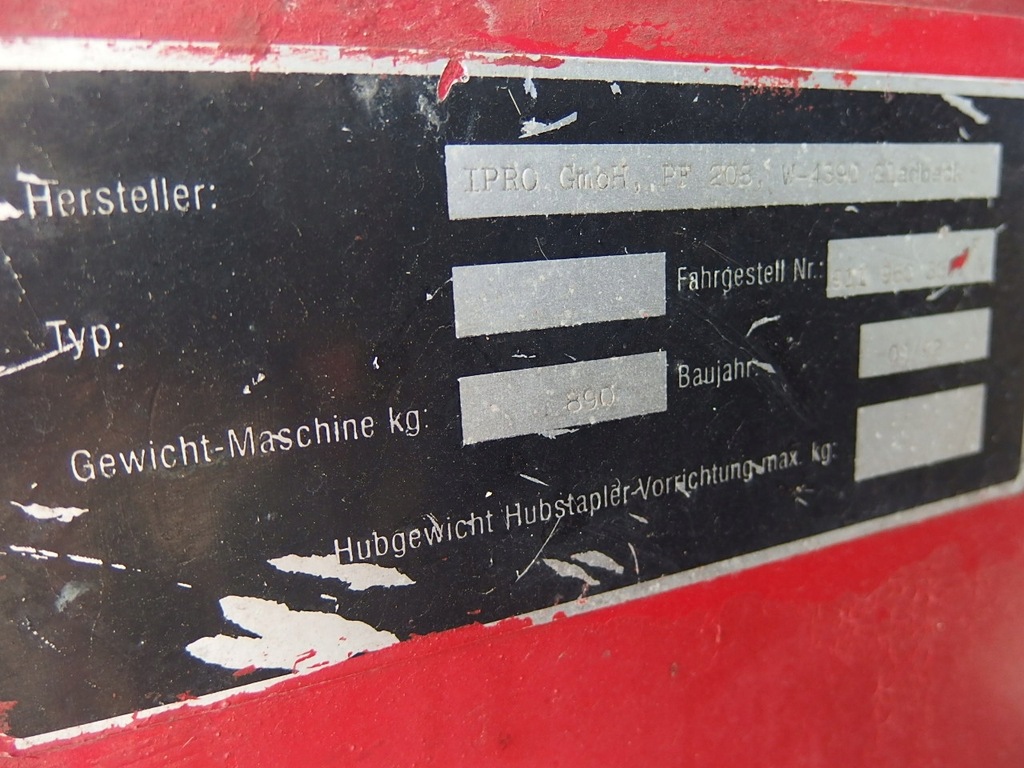 Hersteller: IPRO GmbH, PF 203, W-4390 Gladbeck
Typ: Fahrgestell Nr.:
Gewicht-Maschine kg: 890 Baujahr:
Hubgewicht Hubstapler-Vorrichtung max. kg: